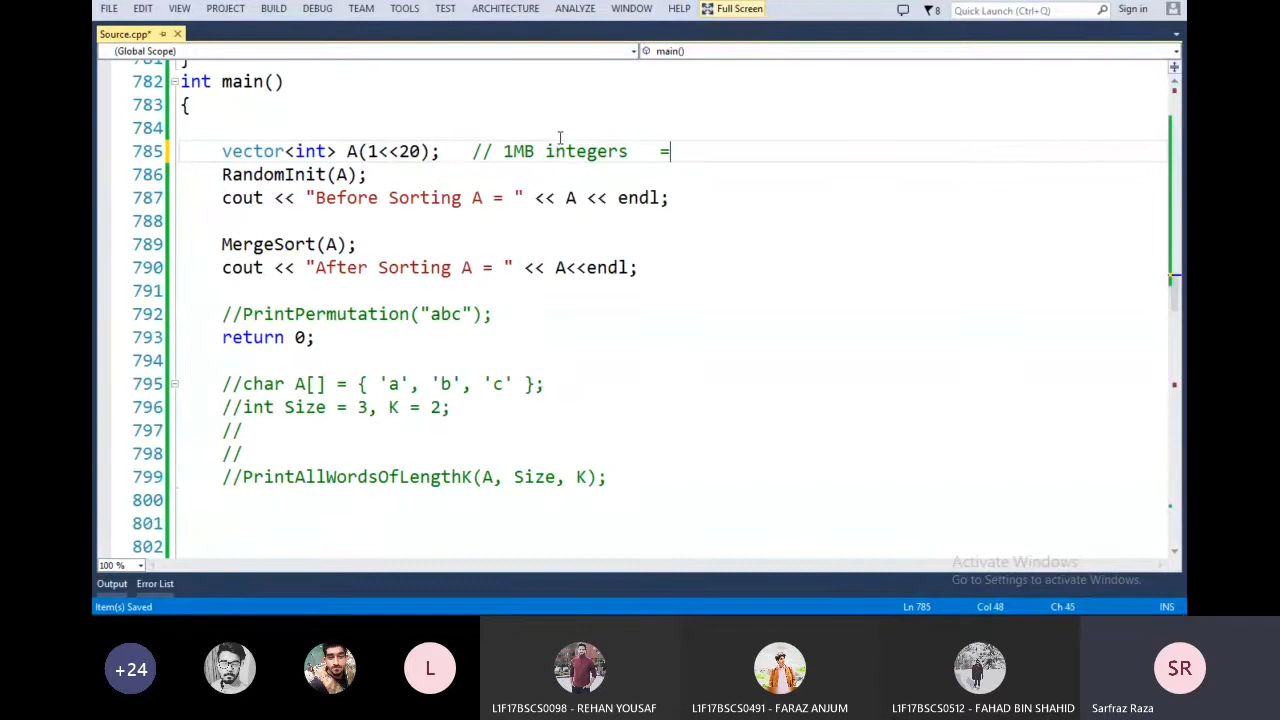 FILE EDIT VIEW PROJECT BUILD DEBUG TEAM TOOLS TEST ARCHITECTURE ANALYZE WINDOW HELP Full Screen 8 Quick Launch (Ctrl+Q) Sign in
Source.cpp*
(Global Scope) main()
781 }
782 int main()
783 {
784
785 vector<int> A(1<<20); // 1MB integers =
786 RandomInit(A);
787 cout << "Before Sorting A = " << A << endl;
788
789 MergeSort(A);
790 cout << "After Sorting A = " << A<<endl;
791
792 //PrintPermutation("abc");
793 return 0;
794
795 //char A[] = { 'a', 'b', 'c' };
796 //int Size = 3, K = 2;
797 //
798 //
799 //PrintAllWordsOfLengthK(A, Size, K);
800
801
802
Activate Windows
100 %
Go to Settings to activate Windows.
Output Error List
Item(s) Saved Ln 785 Col 48 Ch 45 INS
+24 L SR
L1F17BSCS0098 - REHAN YOUSAF L1F17BSCS0491 - FARAZ ANJUM L1F17BSCS0512 - FAHAD BIN SHAHID Sarfraz Raza